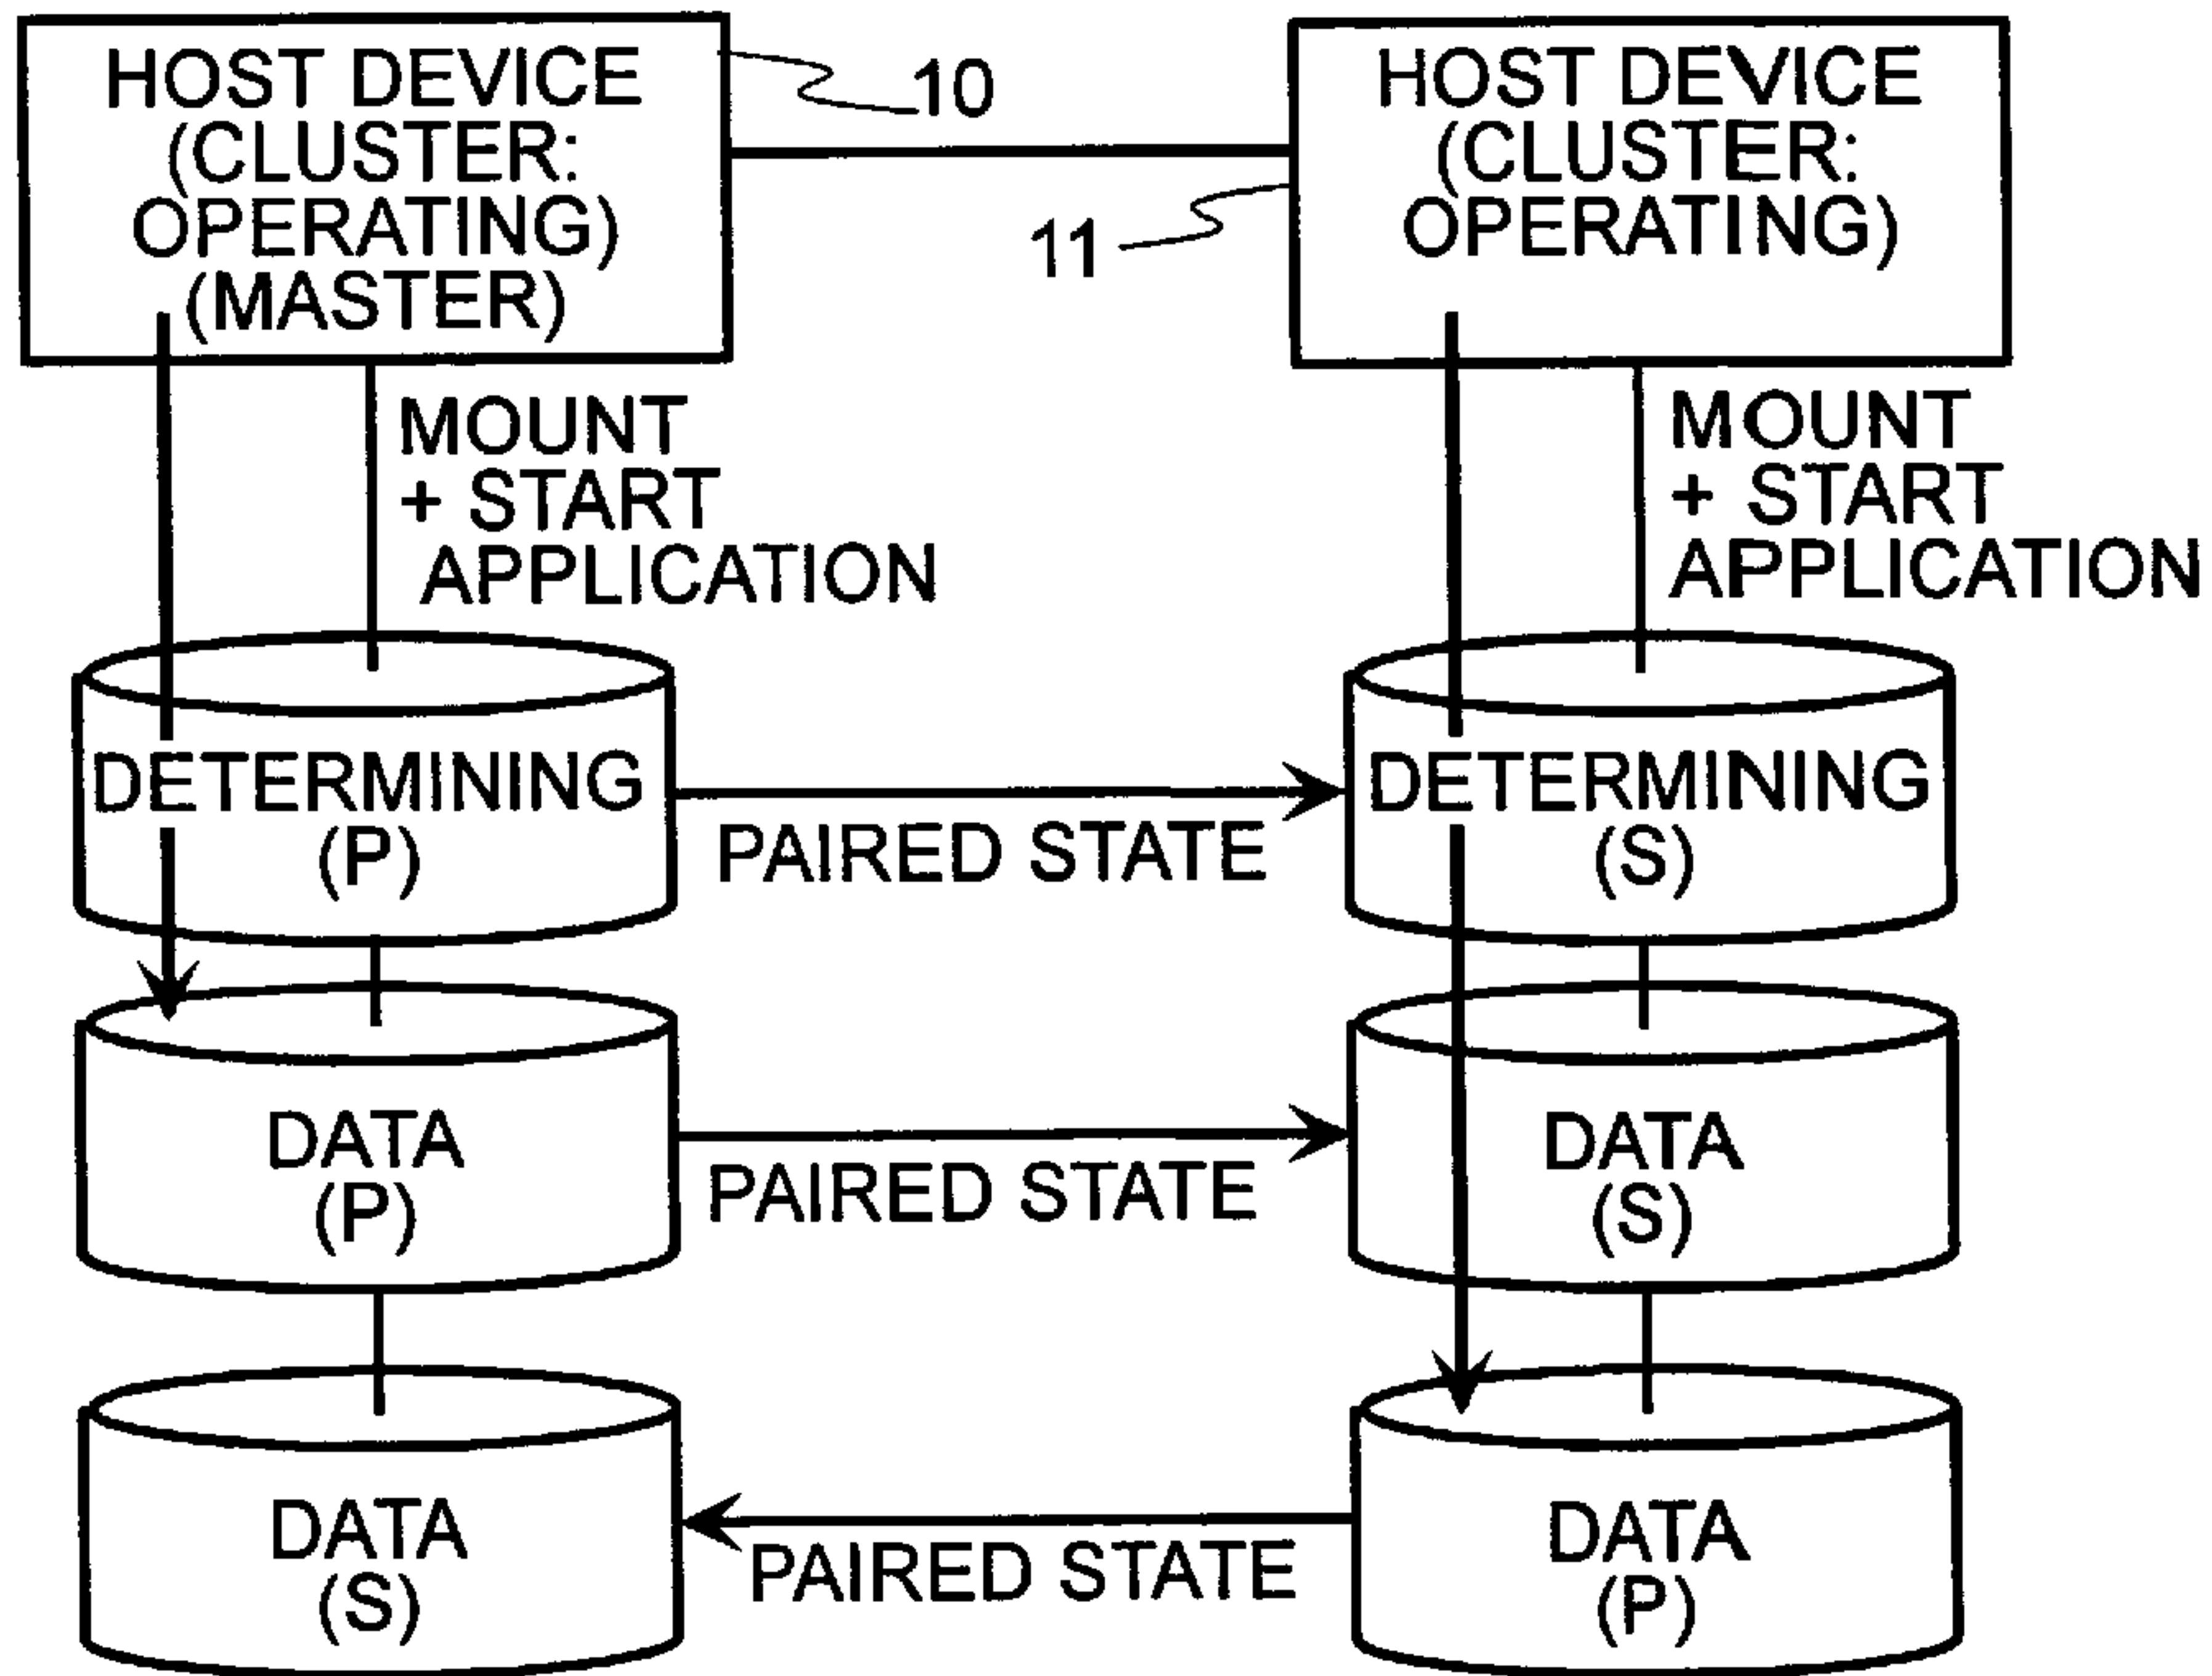 HOST DEVICE
(CLUSTER:
OPERATING)
(MASTER)
10
HOST DEVICE
(CLUSTER:
OPERATING)
11
MOUNT
+ START
APPLICATION
MOUNT
+ START
APPLICATION
DETERMINING
(P)
PAIRED STATE
DETERMINING
(S)
DATA
(P)
PAIRED STATE
DATA
(S)
DATA
(S)
PAIRED STATE
DATA
(P)